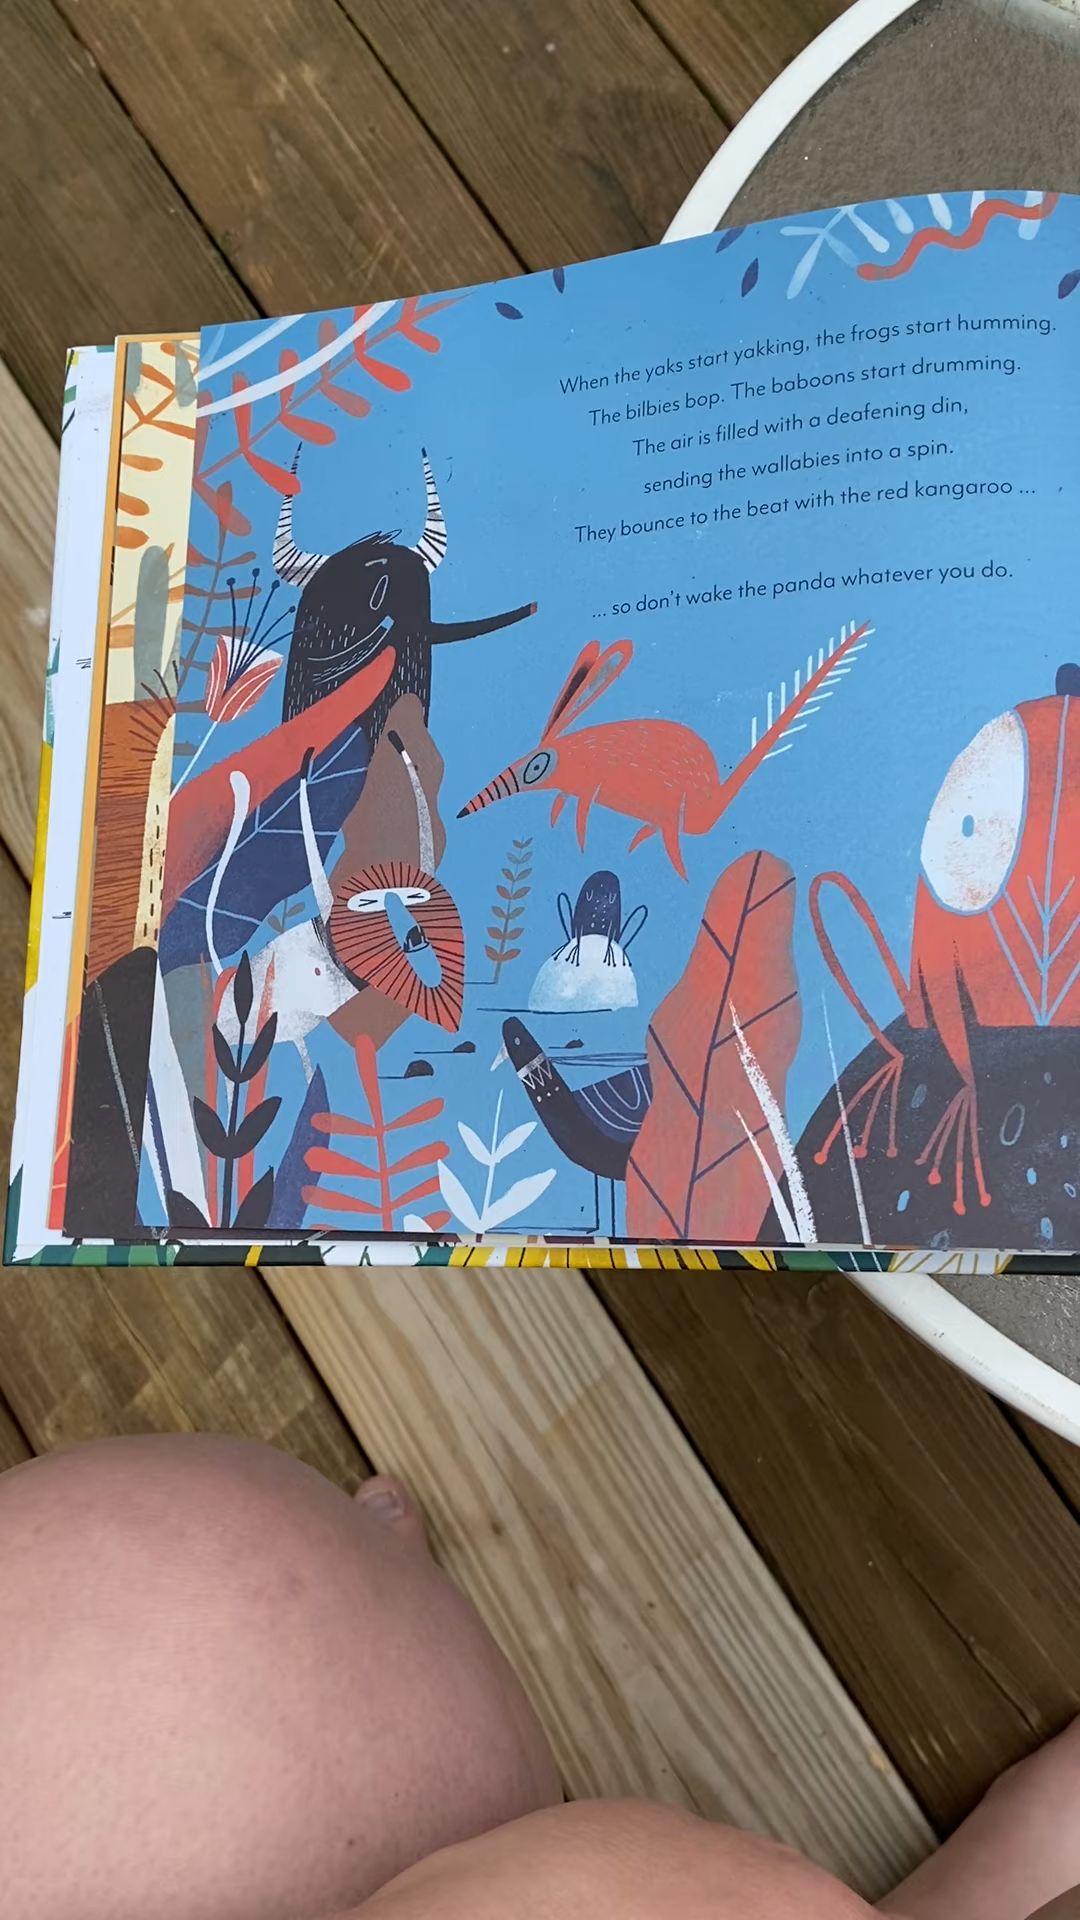 When the yaks start yakking, the frogs start humming.
The bilbies bop. The baboons start drumming.
The air is filled with a deafening din,
sending the wallabies into a spin.
They bounce to the beat with the red kangaroo ...
... so don't wake the panda whatever you do.